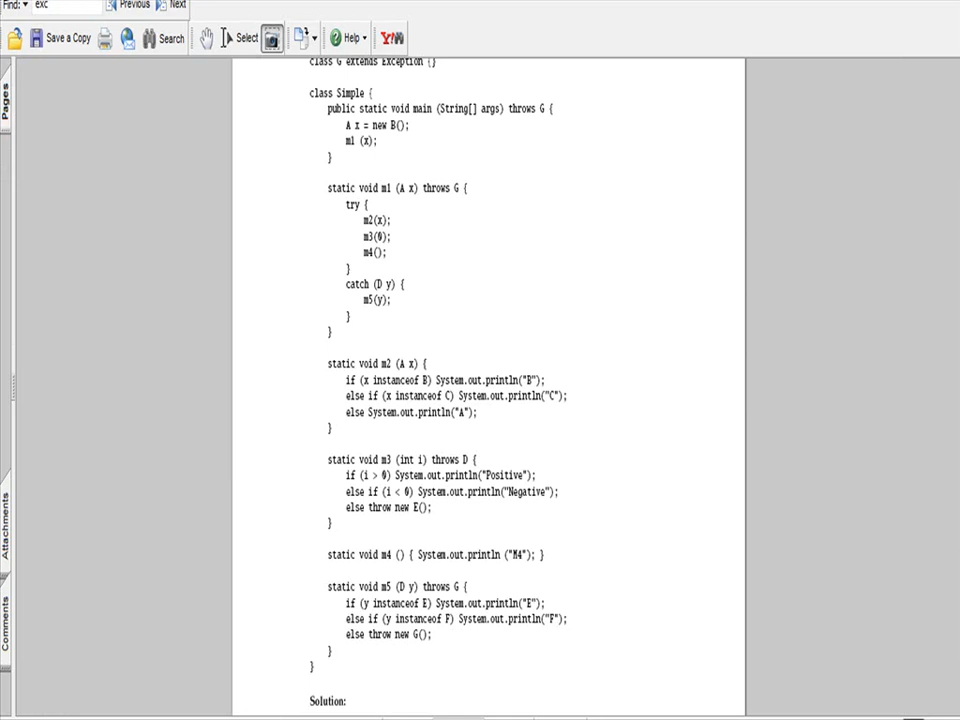 Find: exc Previous Next
Save a Copy Search Select Help Y!
Pages
class G extends Exception {}
class Simple {
public static void main (String[] args) throws G {
A x = new B();
m1 (x);
}
static void m1 (A x) throws G {
try {
m2(x);
m3(0);
m4();
}
catch (D y) {
m5(y);
}
}
static void m2 (A x) {
if (x instanceof B) System.out.println("B");
else if (x instanceof C) System.out.println("C");
else System.out.println("A");
}
static void m3 (int i) throws D {
if (i > 0) System.out.println("Positive");
else if (i < 0) System.out.println("Negative");
else throw new E();
}
Attachments
static void m4 () { System.out.println ("M4"); }
static void m5 (D y) throws G {
if (y instanceof E) System.out.println("E");
else if (y instanceof F) System.out.println("F");
else throw new G();
}
}
Comments
Solution: